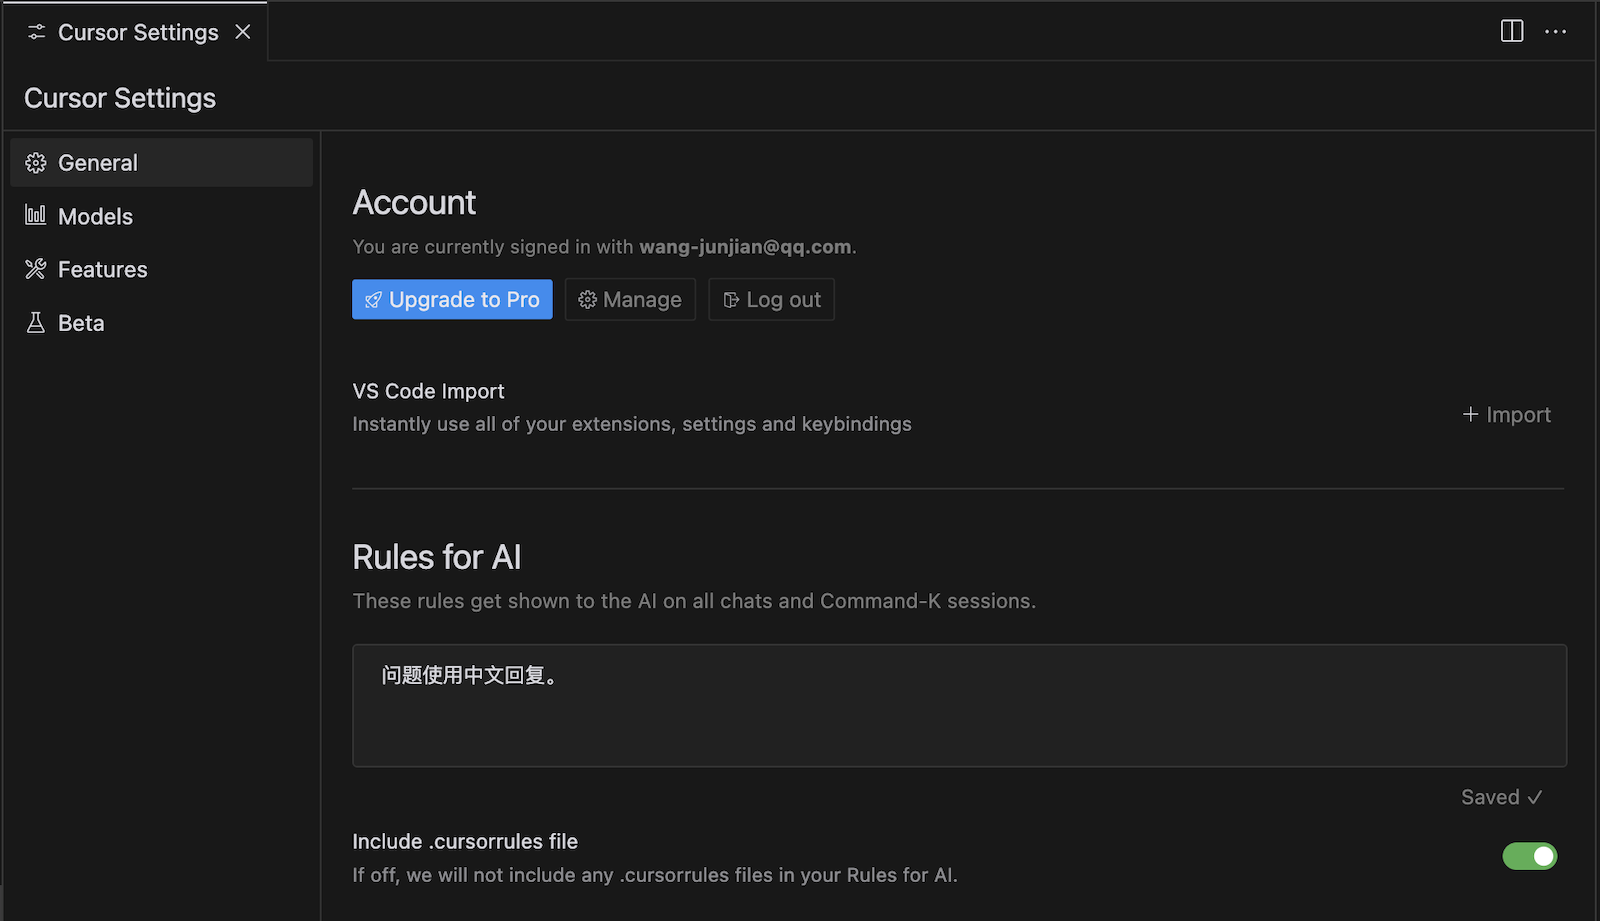 Cursor Settings
Cursor Settings
General
Models
Features
Beta
Account
You are currently signed in with wang-junjian@qq.com.
Upgrade to Pro
Manage
Log out
VS Code Import
Instantly use all of your extensions, settings and keybindings
Import
Rules for AI
These rules get shown to the AI on all chats and Command-K sessions.
问题使用中文回复。
Saved
Include .cursorrules file
If off, we will not include any .cursorrules files in your Rules for AI.